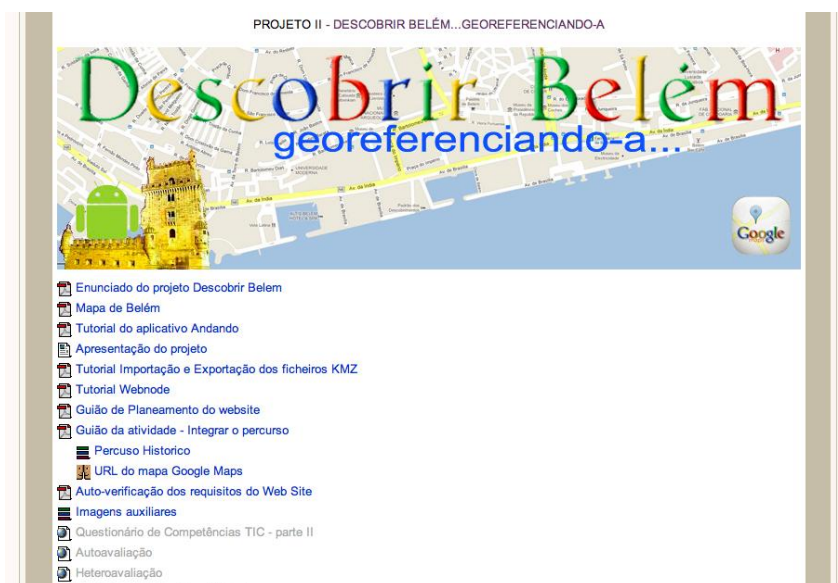 PROJETO II - DESCOBRIR BELÉM...GEOREFERENCIANDO-A
Descobrir Belém
georeferenciando-a...
Google
Enunciado do projeto Descobrir Belem
Mapa de Belém
Tutorial do aplicativo Andando
Apresentação do projeto
Tutorial Importação e Exportação dos ficheiros KMZ
Tutorial Webnode
Guião de Planeamento do website
Guião da atividade - Integrar o percurso
Percuso Historico
URL do mapa Google Maps
Auto-verificação dos requisitos do Web Site
Imagens auxiliares
Questionário de Competências TIC - parte II
Autoavaliação
Heteroavaliação